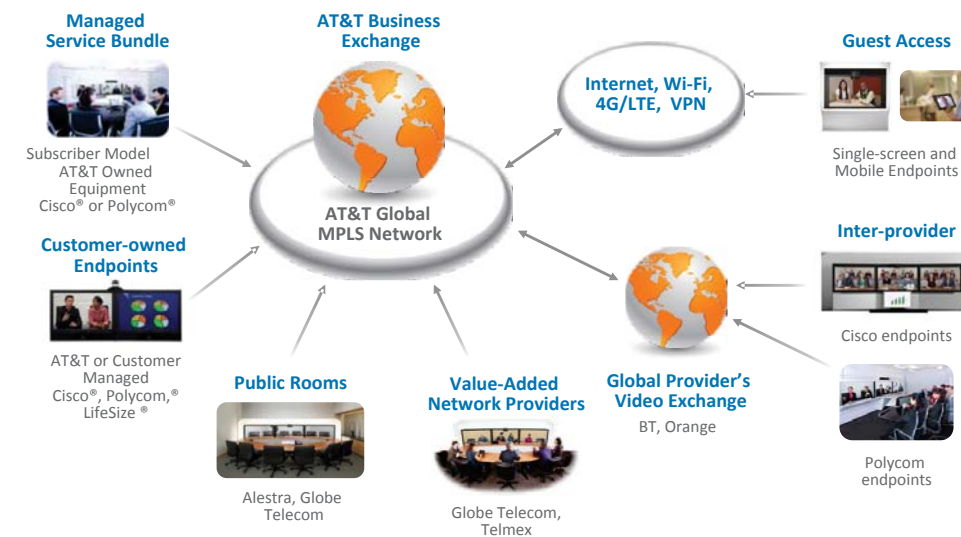 Managed
Service Bundle
Subscriber Model
AT&T Owned
Equipment
Cisco® or Polycom®
AT&T Business
Exchange
AT&T Global
MPLS Network
Internet, Wi-Fi,
4G/LTE, VPN
Guest Access
Single-screen and
Mobile Endpoints
Customer-owned
Endpoints
AT&T or Customer
Managed
Cisco®, Polycom,®
LifeSize ®
Public Rooms
Alestra, Globe
Telecom
Value-Added
Network Providers
Globe Telecom,
Telmex
Global Provider's
Video Exchange
BT, Orange
Inter-provider
Cisco endpoints
Polycom
endpoints